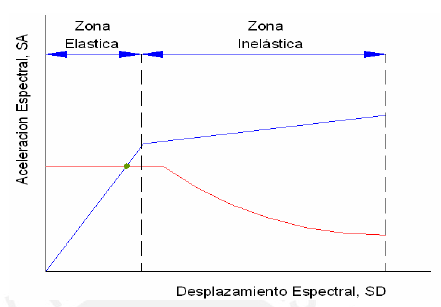 Zona
Elastica
Zona
Inelástica
Aceleracion Espectral, SA
Desplazamiento Espectral, SD